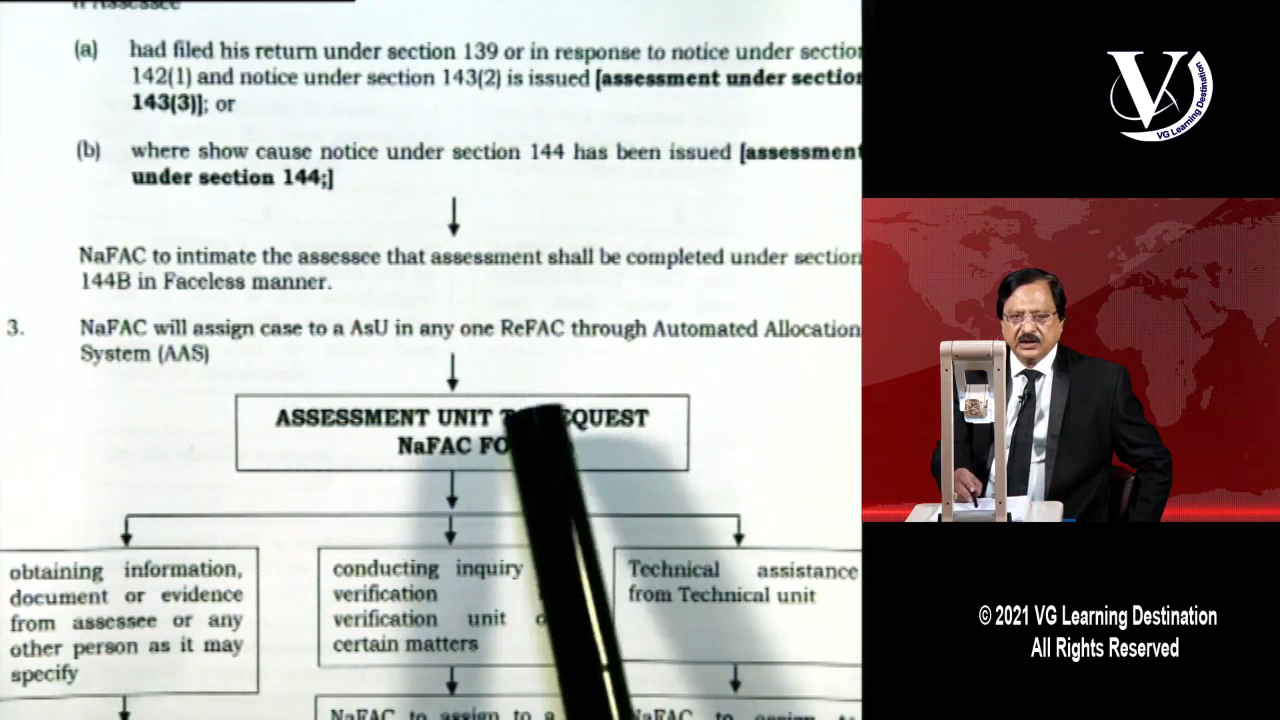 If Assessee
(a) had filed his return under section 139 or in response to notice under section
142(1) and notice under section 143(2) is issued [assessment under section
143(3)]; or
(b) where show cause notice under section 144 has been issued [assessment
under section 144;]
NaFAC to intimate the assessee that assessment shall be completed under section
144B in Faceless manner.
3. NaFAC will assign case to a AsU in any one ReFAC through Automated Allocation
System (AAS)
ASSESSMENT UNIT REQUEST
NaFAC
obtaining information,
document or evidence
from assessee or any
other person as it may
specify
conducting inquiry
verification
verification unit
certain matters
Technical assistance
from Technical unit
NaFAC to assign to a
NaFAC to assign to
V
VG Learning Destination
© 2021 VG Learning Destination
All Rights Reserved